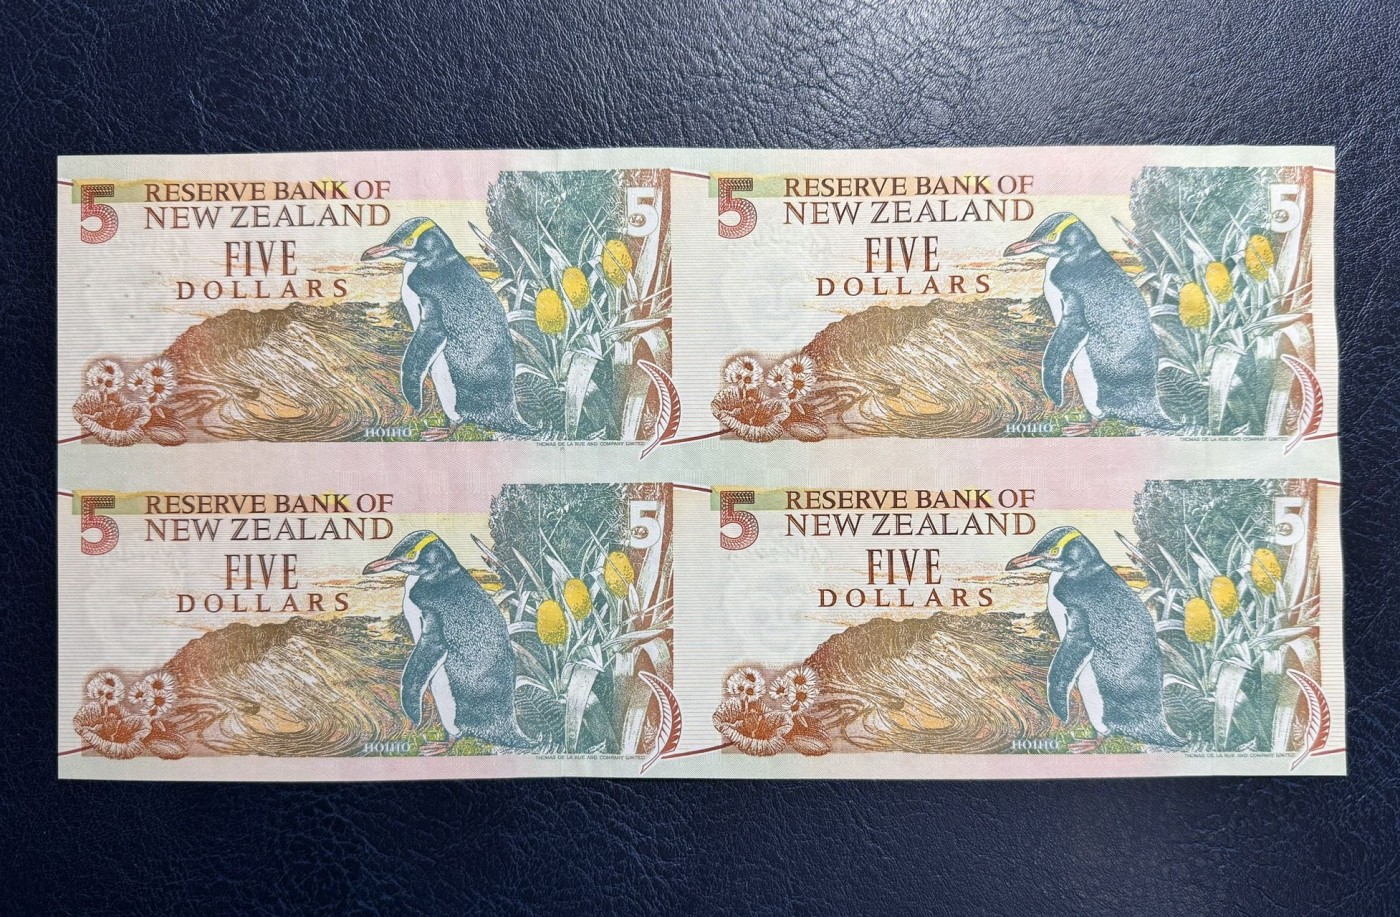 5 RESERVE BANK OF 5
NEW ZEALAND
FIVE
DOLLARS
HOIHO
THOMAS DE LA RUE AND COMPANY LIMITED
5 RESERVE BANK OF 5
NEW ZEALAND
FIVE
DOLLARS
HOIHO
THOMAS DE LA RUE AND COMPANY LIMITED
5 RESERVE BANK OF 5
NEW ZEALAND
FIVE
DOLLARS
HOIHO
THOMAS DE LA RUE AND COMPANY LIMITED
5 RESERVE BANK OF 5
NEW ZEALAND
FIVE
DOLLARS
HOIHO
THOMAS DE LA RUE AND COMPANY LIMITED